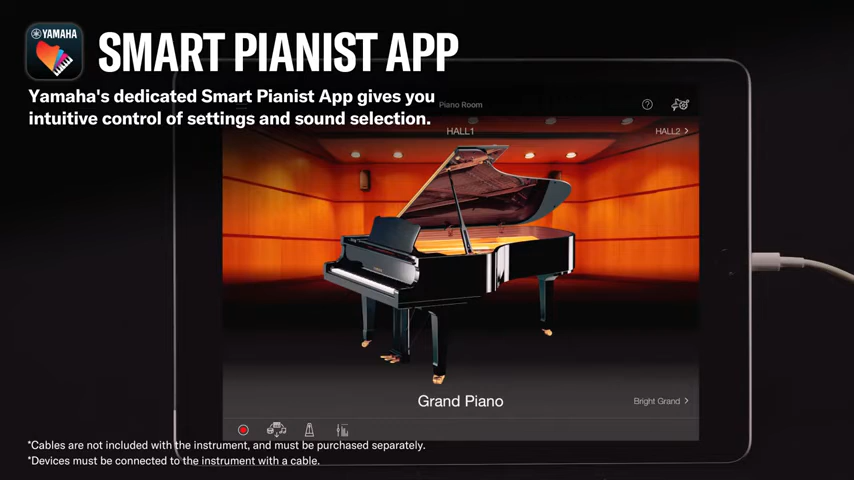 YAMAHA
SMART PIANIST APP
Yamaha's dedicated Smart Pianist App gives you
intuitive control of settings and sound selection.
Piano Room
HALL1
HALL2 >
Grand Piano
Bright Grand >
*Cables are not included with the instrument, and must be purchased separately.
*Devices must be connected to the instrument with a cable.